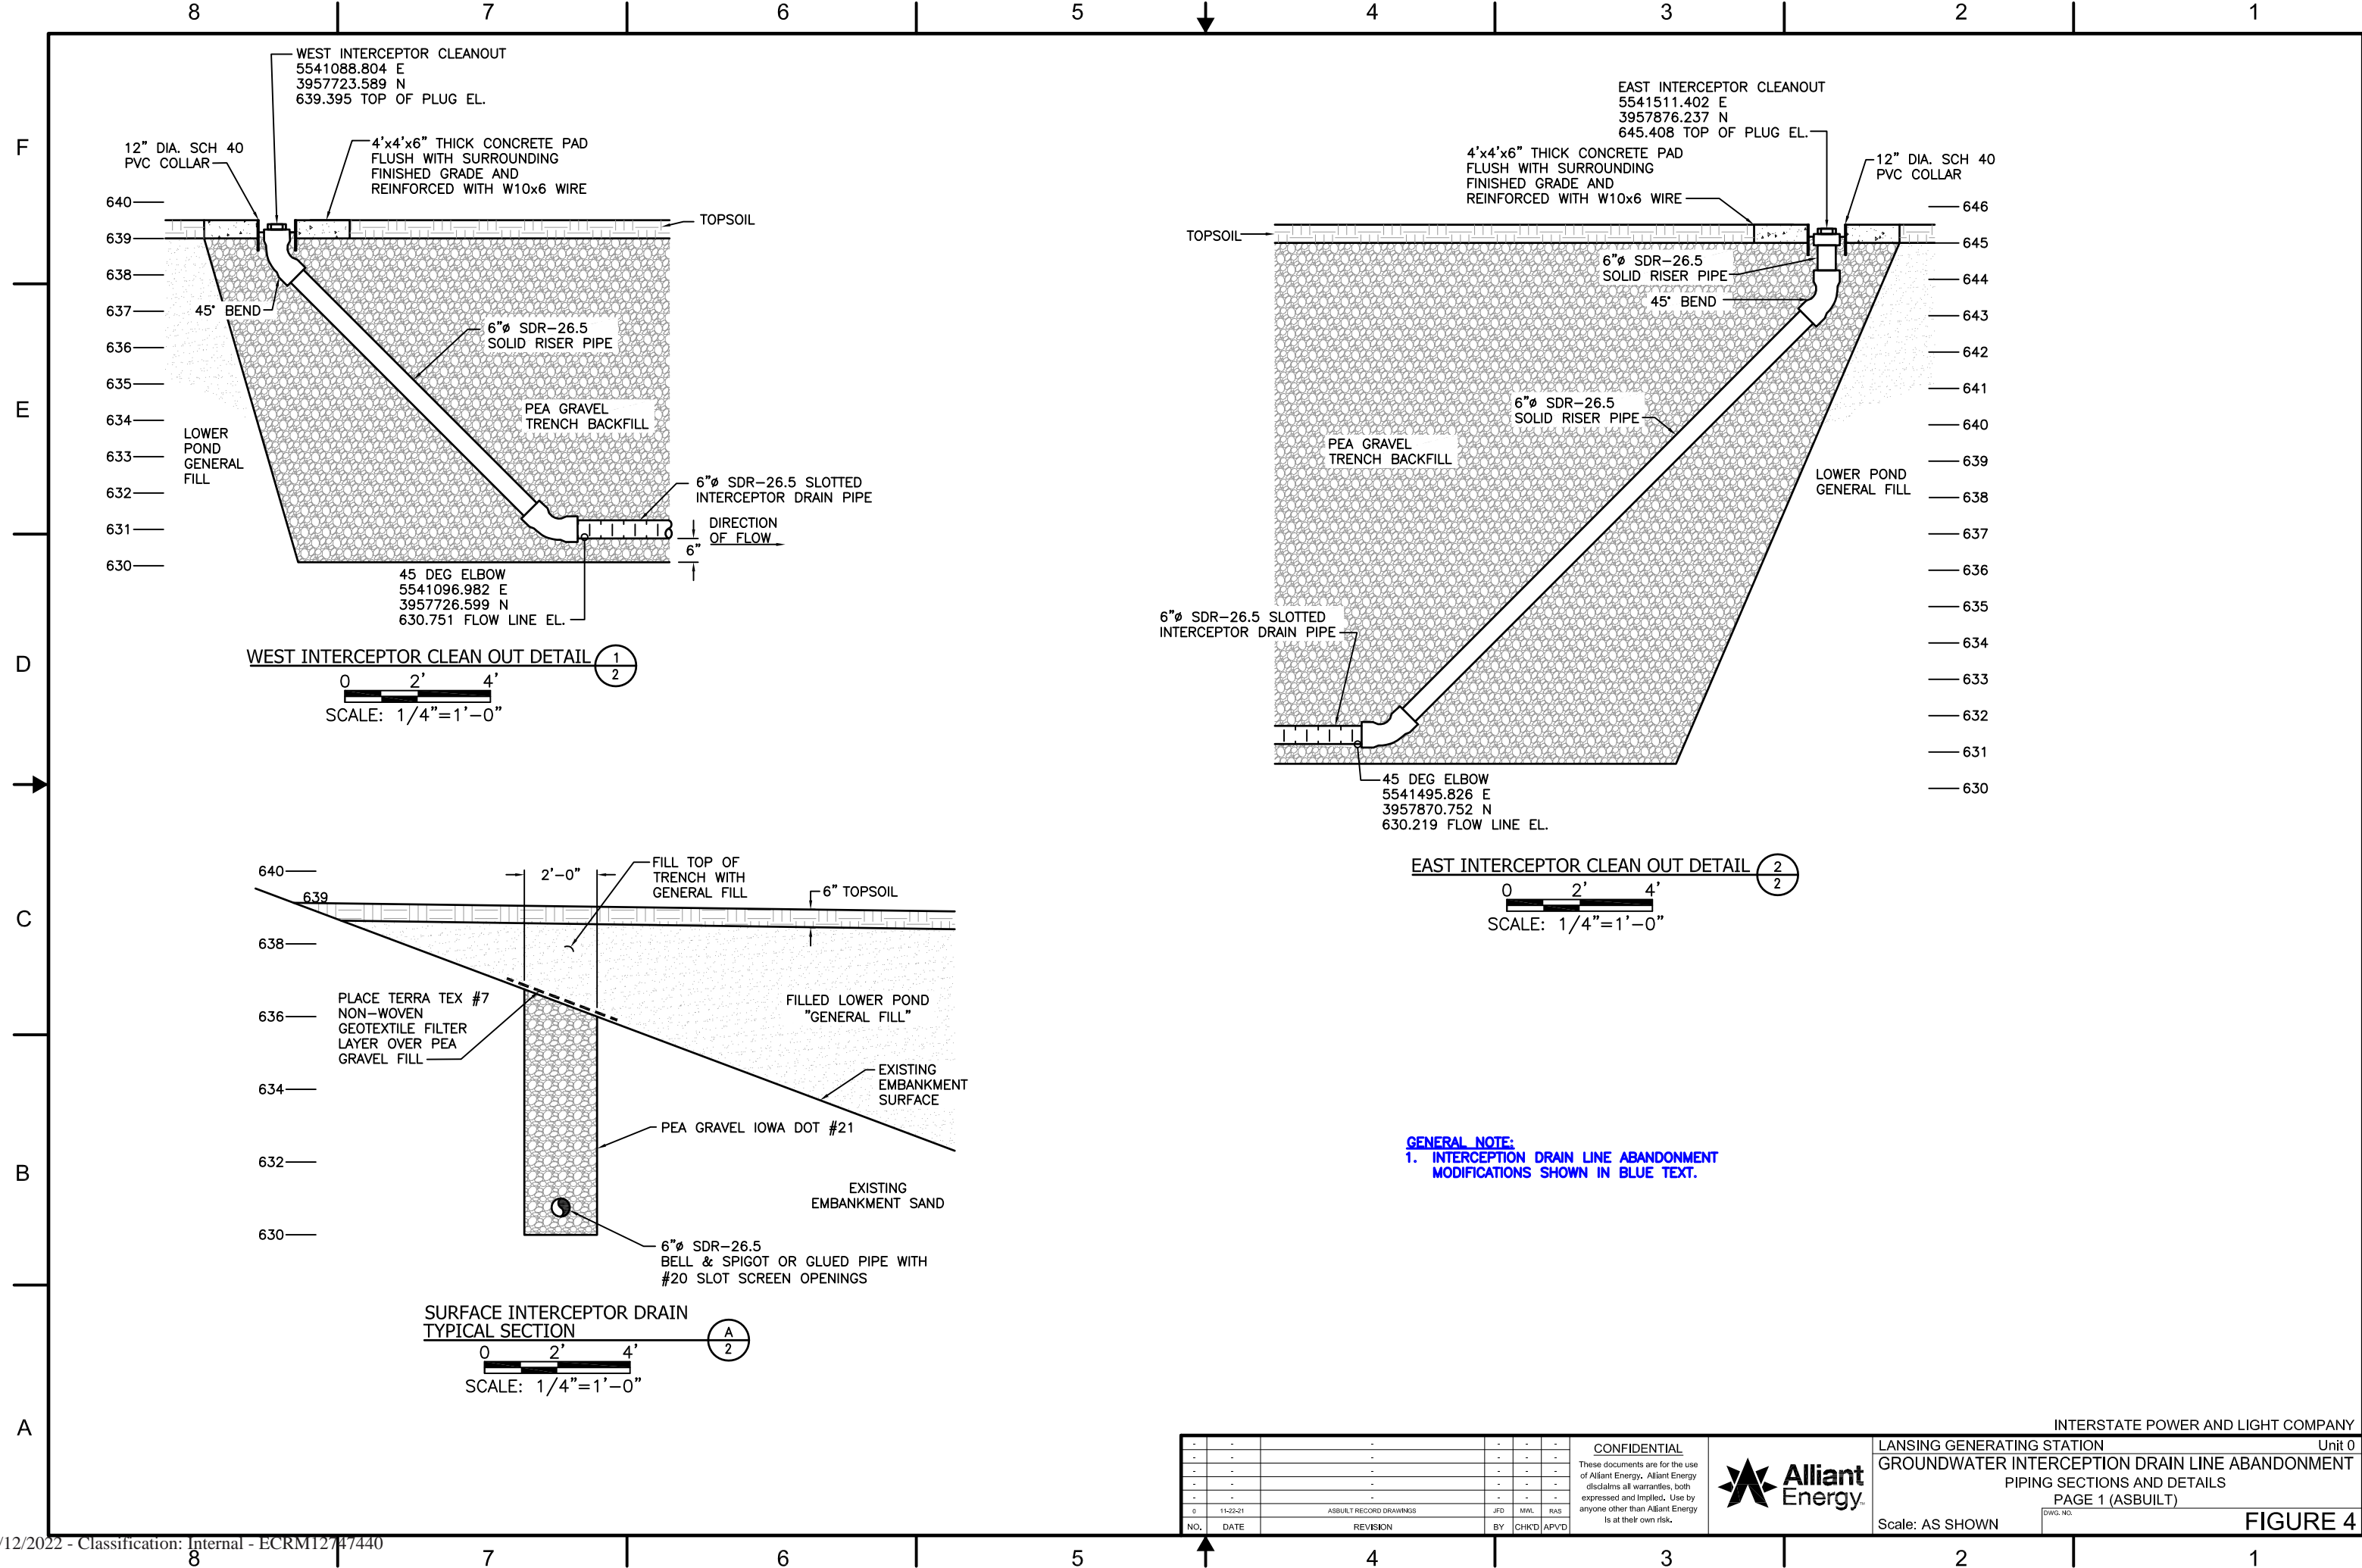 8 7 6 5 4 3 2 1
F
E
D
C
B
A
WEST INTERCEPTOR CLEANOUT
5541088.804 E
3957723.589 N
639.395 TOP OF PLUG EL.
12" DIA. SCH 40
PVC COLLAR
4'x4'x6" THICK CONCRETE PAD
FLUSH WITH SURROUNDING
FINISHED GRADE AND
REINFORCED WITH W10x6 WIRE
TOPSOIL
640
639
638
637
636
635
634
633
632
631
630
45° BEND
6"ø SDR-26.5
SOLID RISER PIPE
PEA GRAVEL
TRENCH BACKFILL
LOWER
POND
GENERAL
FILL
6"ø SDR-26.5 SLOTTED
INTERCEPTOR DRAIN PIPE
DIRECTION
OF FLOW
6"
45 DEG ELBOW
5541096.982 E
3957726.599 N
630.751 FLOW LINE EL.
WEST INTERCEPTOR CLEAN OUT DETAIL
1
2
0 2' 4'
SCALE: 1/4"=1'-0"
EAST INTERCEPTOR CLEANOUT
5541511.402 E
3957876.237 N
645.408 TOP OF PLUG EL.
4'x4'x6" THICK CONCRETE PAD
FLUSH WITH SURROUNDING
FINISHED GRADE AND
REINFORCED WITH W10x6 WIRE
12" DIA. SCH 40
PVC COLLAR
TOPSOIL
646
645
644
643
642
641
640
639
638
637
636
635
634
633
632
631
630
6"ø SDR-26.5
SOLID RISER PIPE
45° BEND
6"ø SDR-26.5
SOLID RISER PIPE
PEA GRAVEL
TRENCH BACKFILL
LOWER POND
GENERAL FILL
6"ø SDR-26.5 SLOTTED
INTERCEPTOR DRAIN PIPE
45 DEG ELBOW
5541495.826 E
3957870.752 N
630.219 FLOW LINE EL.
EAST INTERCEPTOR CLEAN OUT DETAIL
2
2
0 2' 4'
SCALE: 1/4"=1'-0"
640
639
638
636
634
632
630
2'-0"
FILL TOP OF
TRENCH WITH
GENERAL FILL
6" TOPSOIL
PLACE TERRA TEX #7
NON-WOVEN
GEOTEXTILE FILTER
LAYER OVER PEA
GRAVEL FILL
FILLED LOWER POND
"GENERAL FILL"
EXISTING
EMBANKMENT
SURFACE
PEA GRAVEL IOWA DOT #21
EXISTING
EMBANKMENT SAND
6"ø SDR-26.5
BELL & SPIGOT OR GLUED PIPE WITH
#20 SLOT SCREEN OPENINGS
SURFACE INTERCEPTOR DRAIN
TYPICAL SECTION
A
2
0 2' 4'
SCALE: 1/4"=1'-0"
GENERAL NOTE:
1. INTERCEPTION DRAIN LINE ABANDONMENT
MODIFICATIONS SHOWN IN BLUE TEXT.
INTERSTATE POWER AND LIGHT COMPANY
- - - - - -
- - - - - -
- - - - - -
- - - - - -
0 11-22-21 ASBUILT RECORD DRAWINGS JFD MWL RAS
NO. DATE REVISION BY CHK'D APV'D
CONFIDENTIAL
These documents are for the use
of Alliant Energy. Alliant Energy
disclaims all warranties, both
expressed and implied. Use by
anyone other than Alliant Energy
is at their own risk.
Alliant
Energy
LANSING GENERATING STATION Unit 0
GROUNDWATER INTERCEPTION DRAIN LINE ABANDONMENT
PIPING SECTIONS AND DETAILS
PAGE 1 (ASBUILT)
Scale: AS SHOWN
DWG. NO.
FIGURE 4
/12/2022 - Classification: Internal - ECRM12747440
8 7 6 5 4 3 2 1